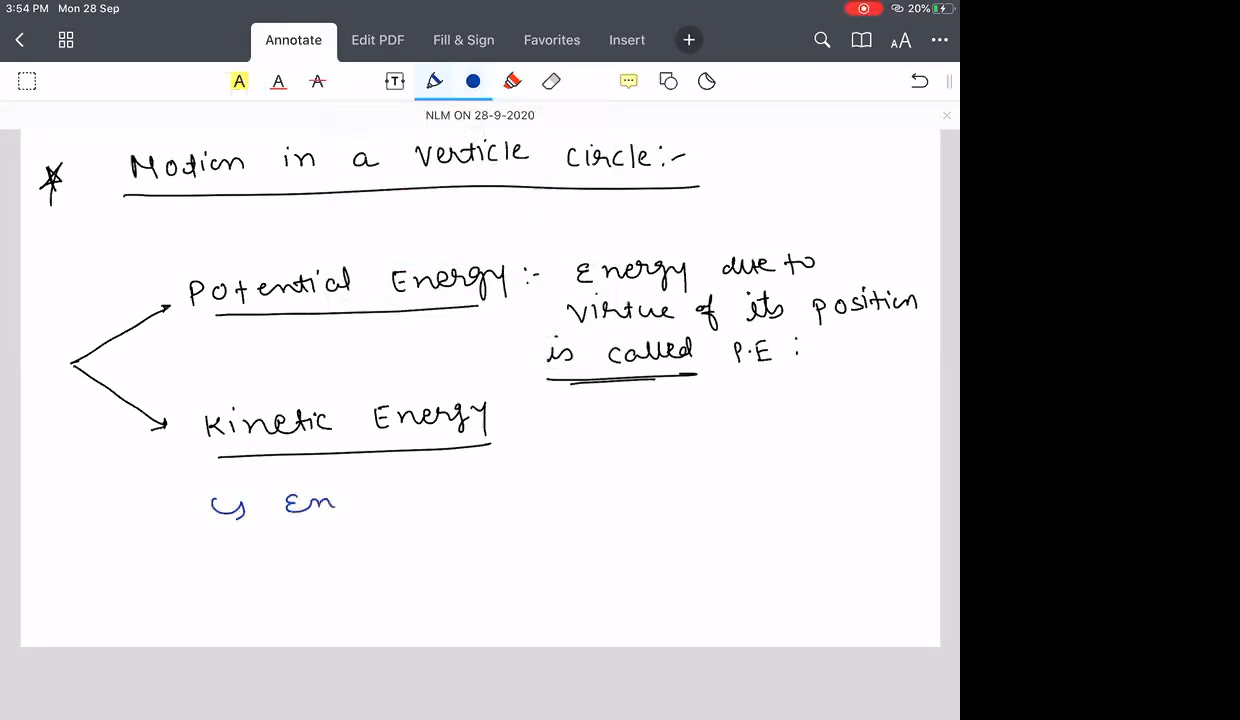 3:54 PM Mon 28 Sep 20%
Annotate Edit PDF Fill & Sign Favorites Insert
NLM ON 28-9-2020
Motion in a verticle circle:-
Potential Energy :- Energy due to
virtue of its position
is called P.E :
Kinetic Energy
En